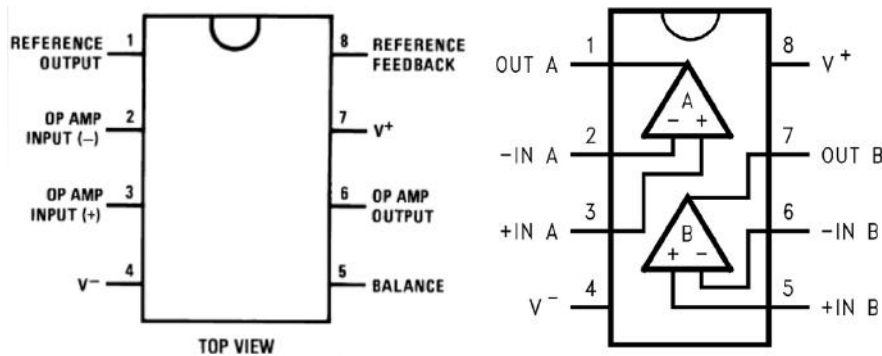 REFERENCE
OUTPUT
1
8
REFERENCE
FEEDBACK
OP AMP
INPUT (–)
2
7
V+
OP AMP
INPUT (+)
3
6
OP AMP
OUTPUT
V–
4
5
BALANCE
TOP VIEW
OUT A
1
8
V+
A
– +
-IN A
2
7
OUT B
+IN A
3
6
-IN B
B
+ –
V-
4
5
+IN B